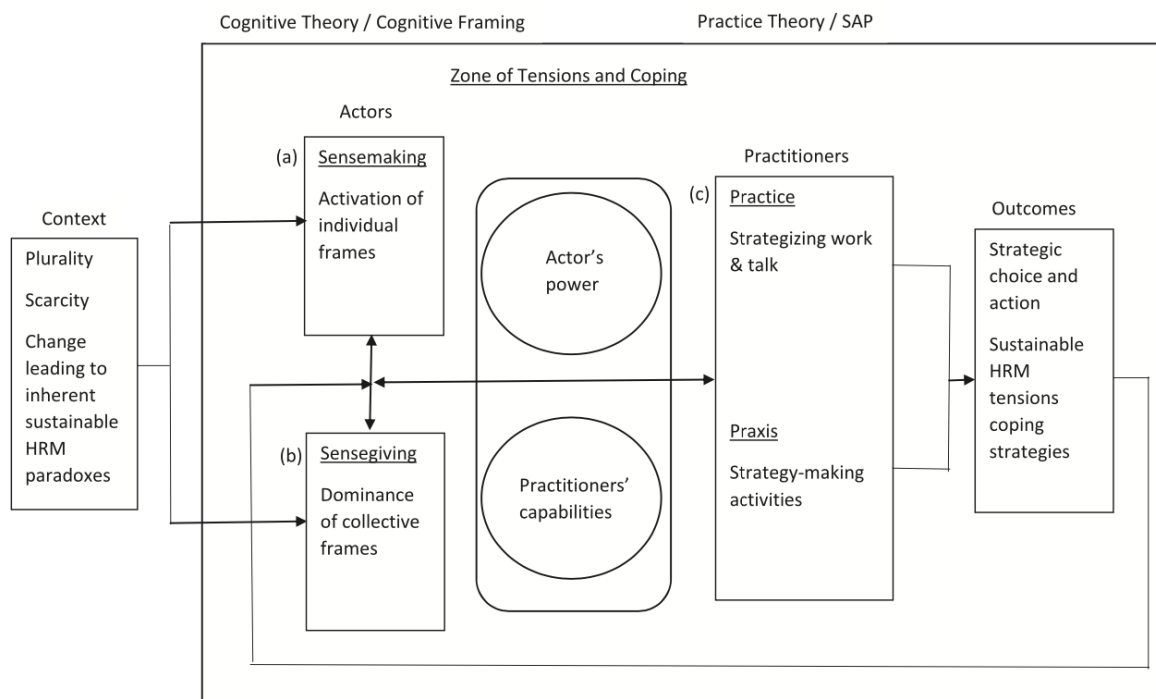 Cognitive Theory / Cognitive Framing
Practice Theory / SAP
Zone of Tensions and Coping
Context
Plurality
Scarcity
Change
leading to
inherent
sustainable
HRM
paradoxes
Actors
(a)
Sensemaking
Activation of
individual
frames
(b)
Sensegiving
Dominance
of collective
frames
Actor’s
power
Practitioners’
capabilities
Practitioners
(c)
Practice
Strategizing work
& talk
Praxis
Strategy-making
activities
Outcomes
Strategic
choice and
action
Sustainable
HRM
tensions
coping
strategies